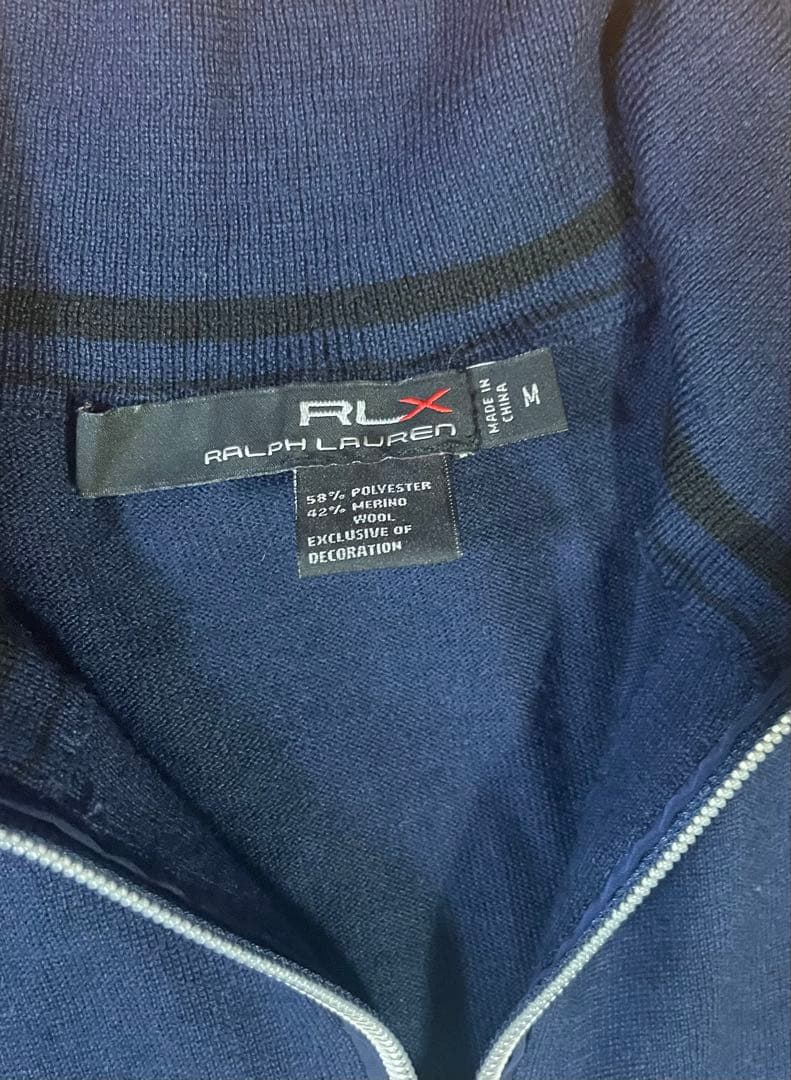 RLX
RALPH LAUREN
MADE IN
CHINA
M
58% POLYESTER
42% MERINO
WOOL
EXCLUSIVE OF
DECORATION